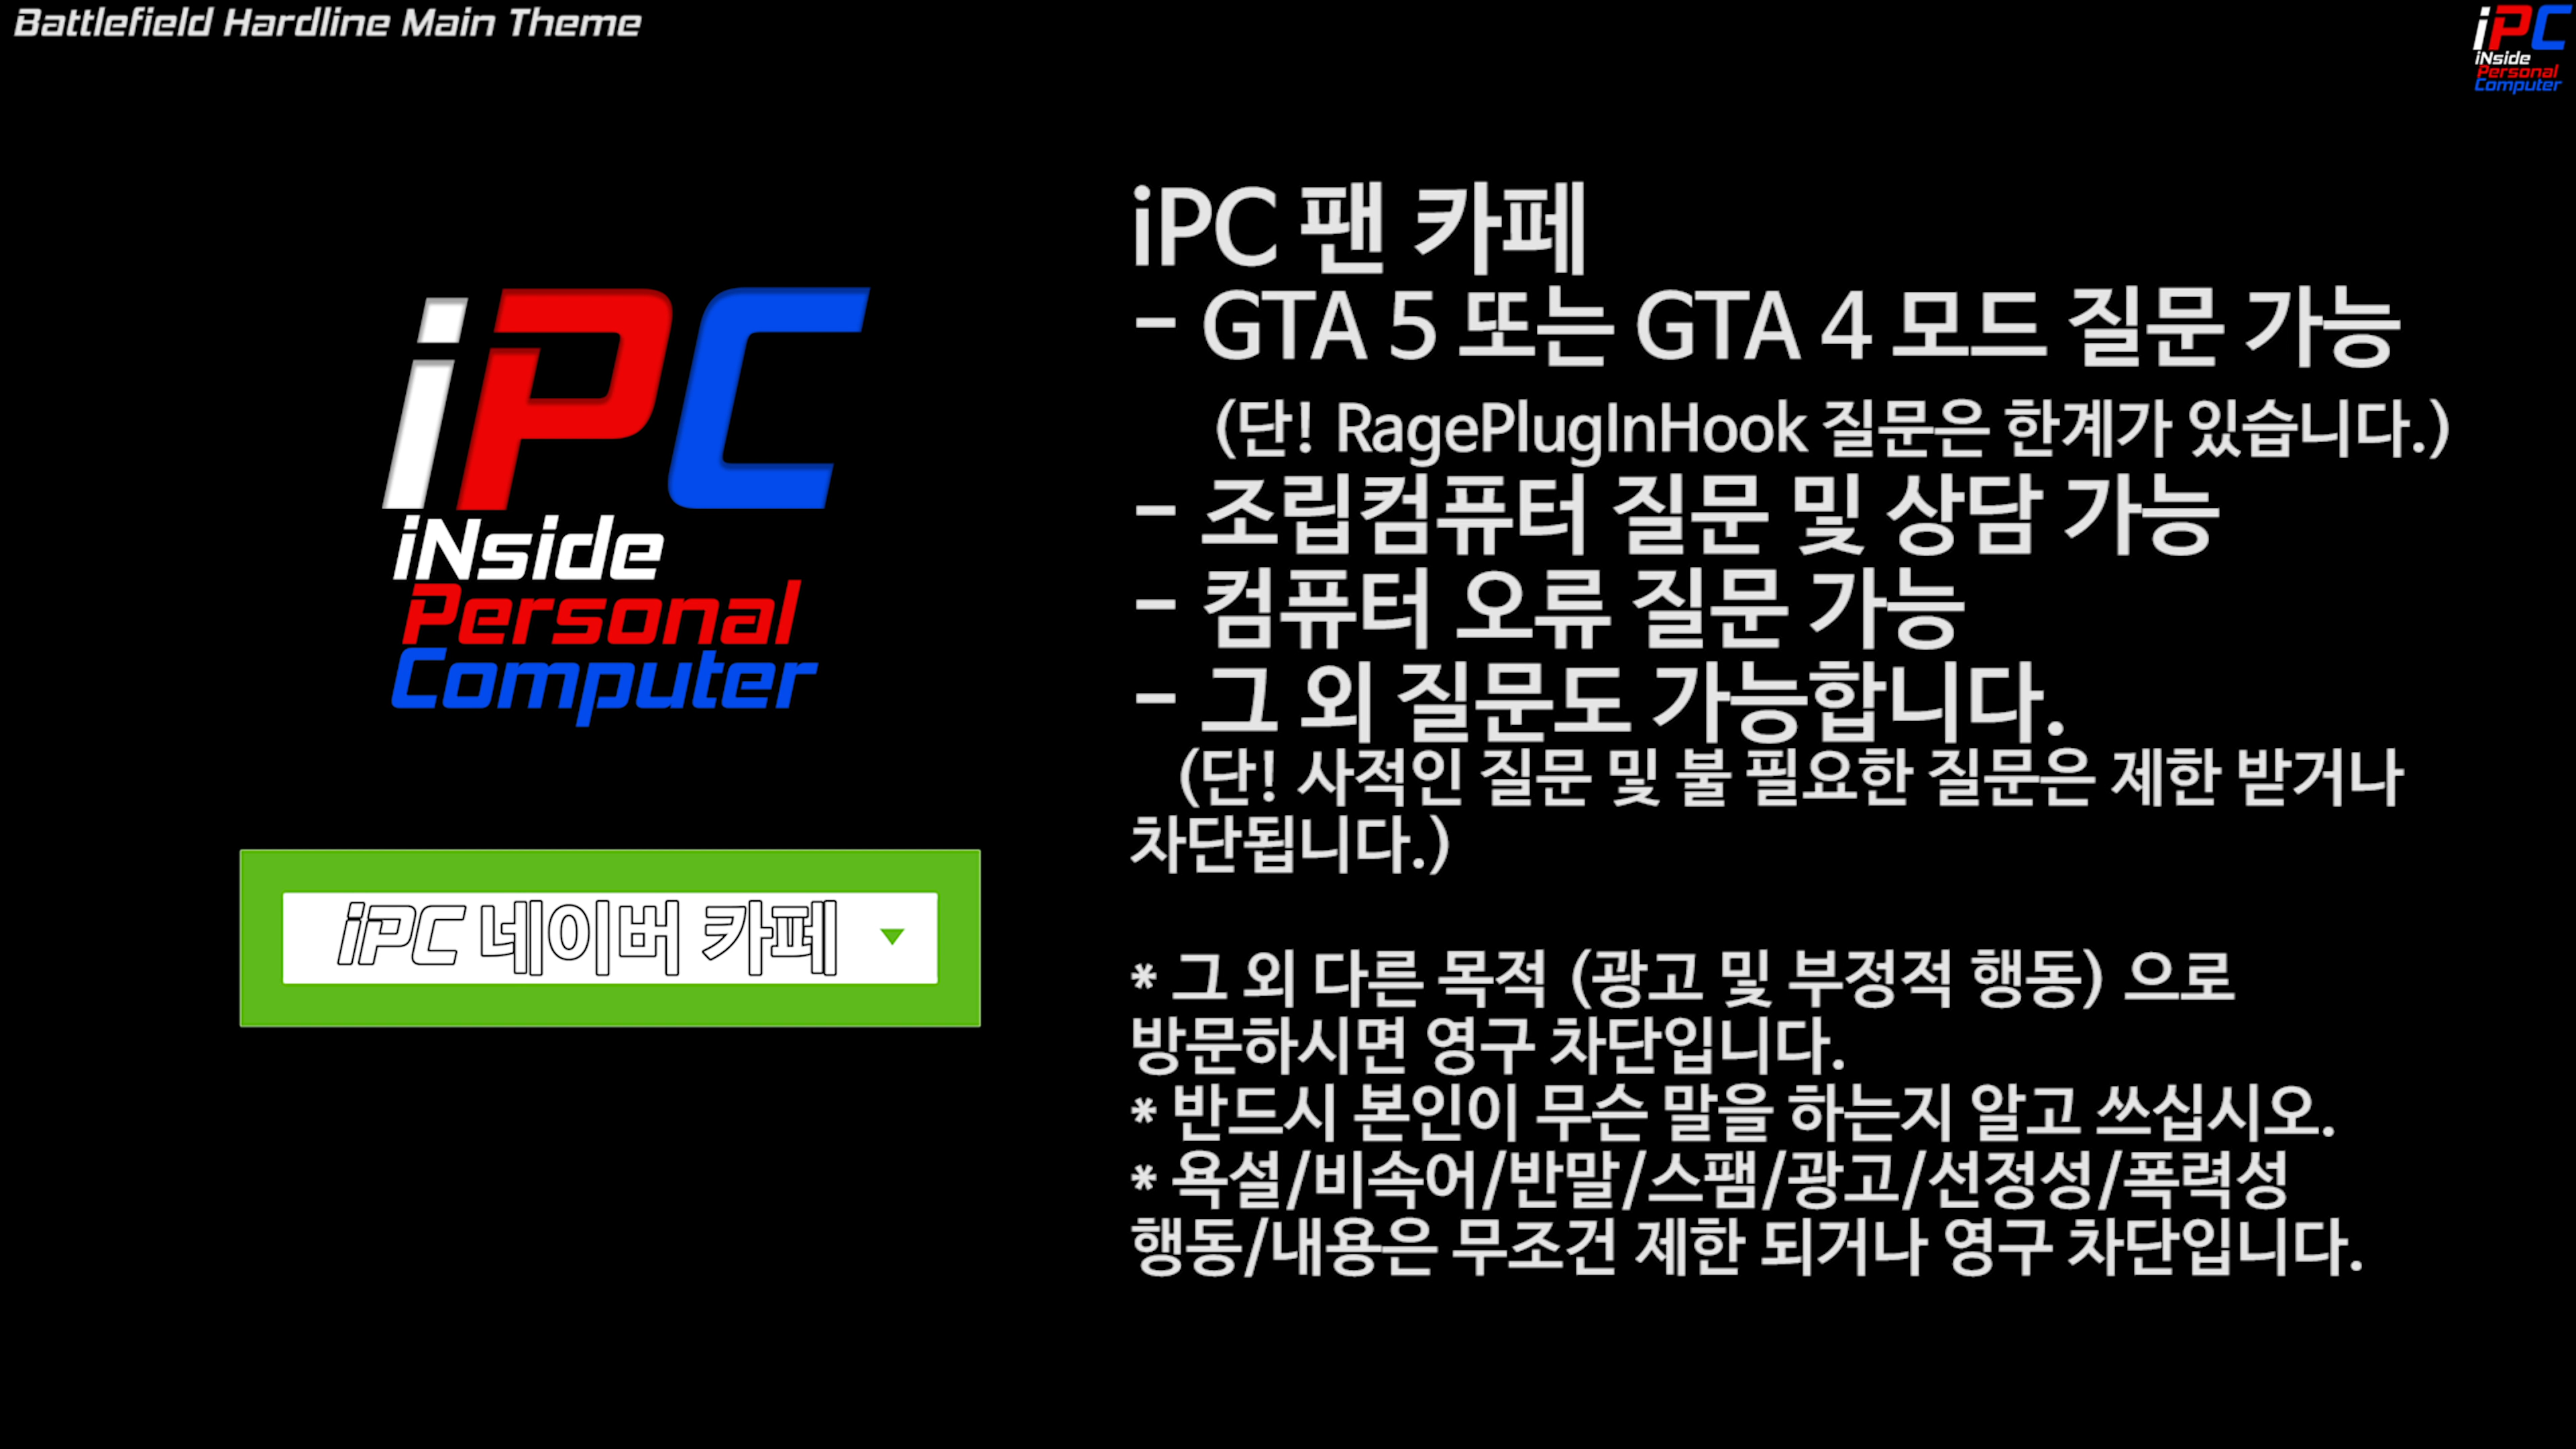 Battlefield Hardline Main Theme
iPC
iNside
Personal
Computer
iPC
iNside
Personal
Computer
iPC 네이버 카페
iPC 팬 카페
- GTA 5 또는 GTA 4 모드 질문 가능
(단! RagePlugInHook 질문은 한계가 있습니다.)
- 조립컴퓨터 질문 및 상담 가능
- 컴퓨터 오류 질문 가능
- 그 외 질문도 가능합니다.
(단! 사적인 질문 및 불 필요한 질문은 제한 받거나
차단됩니다.)
* 그 외 다른 목적 (광고 및 부정적 행동) 으로
방문하시면 영구 차단입니다.
* 반드시 본인이 무슨 말을 하는지 알고 쓰십시오.
* 욕설/비속어/반말/스팸/광고/선정성/폭력성
행동/내용은 무조건 제한 되거나 영구 차단입니다.